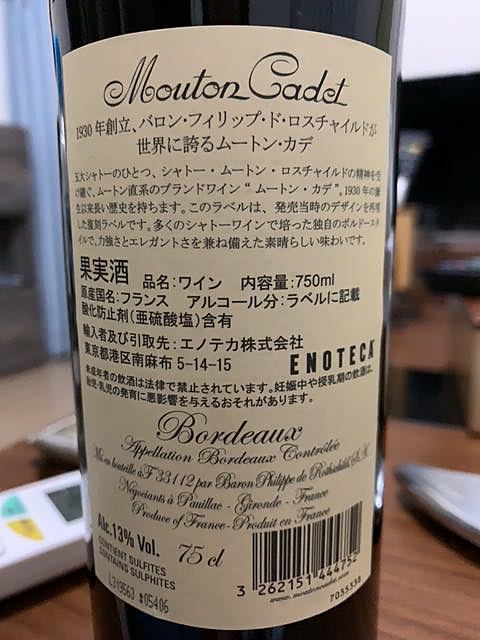 Mouton Cadet
1930年創立、バロン・フィリップ・ド・ロスチャイルドが
世界に誇るムートン・カデ
五大シャトーのひとつ、シャトー・ムートン・ロスチャイルドの精神を受
け継ぐ、ムートン直系のブランドワイン“ムートン・カデ”。1930年の誕
生以来長い歴史を持ちます。このラベルは、発売当時のデザインを再現
した復刻ラベルです。多くのシャトーワインで培った独自のボルドースタ
イルで、力強さとエレガントさを兼ね備えた素晴らしい味わいです。
果実酒 品名:ワイン 内容量:750ml
原産国名:フランス アルコール分:ラベルに記載
酸化防止剤(亜硫酸塩)含有
輸入者及び引取先:エノテカ株式会社
東京都港区南麻布 5-14-15 ENOTECA
未成年者の飲酒は法律で禁止されています。妊娠中や授乳期の飲酒は、
胎児・乳児の発育に悪影響を与えるおそれがあります。
Bordeaux
Appellation Bordeaux Contrôlée
Mis en bouteille à F 33112 par Baron Philippe de Rothschild, S.A.
Négociants à Pauillac - Gironde - France
Produce of France - Produit en France
Alc.13% Vol. 75 cl
CONTIENT SULFITES
CONTAINS SULPHITES
L319563 #05406
3 262151 444752
7035338